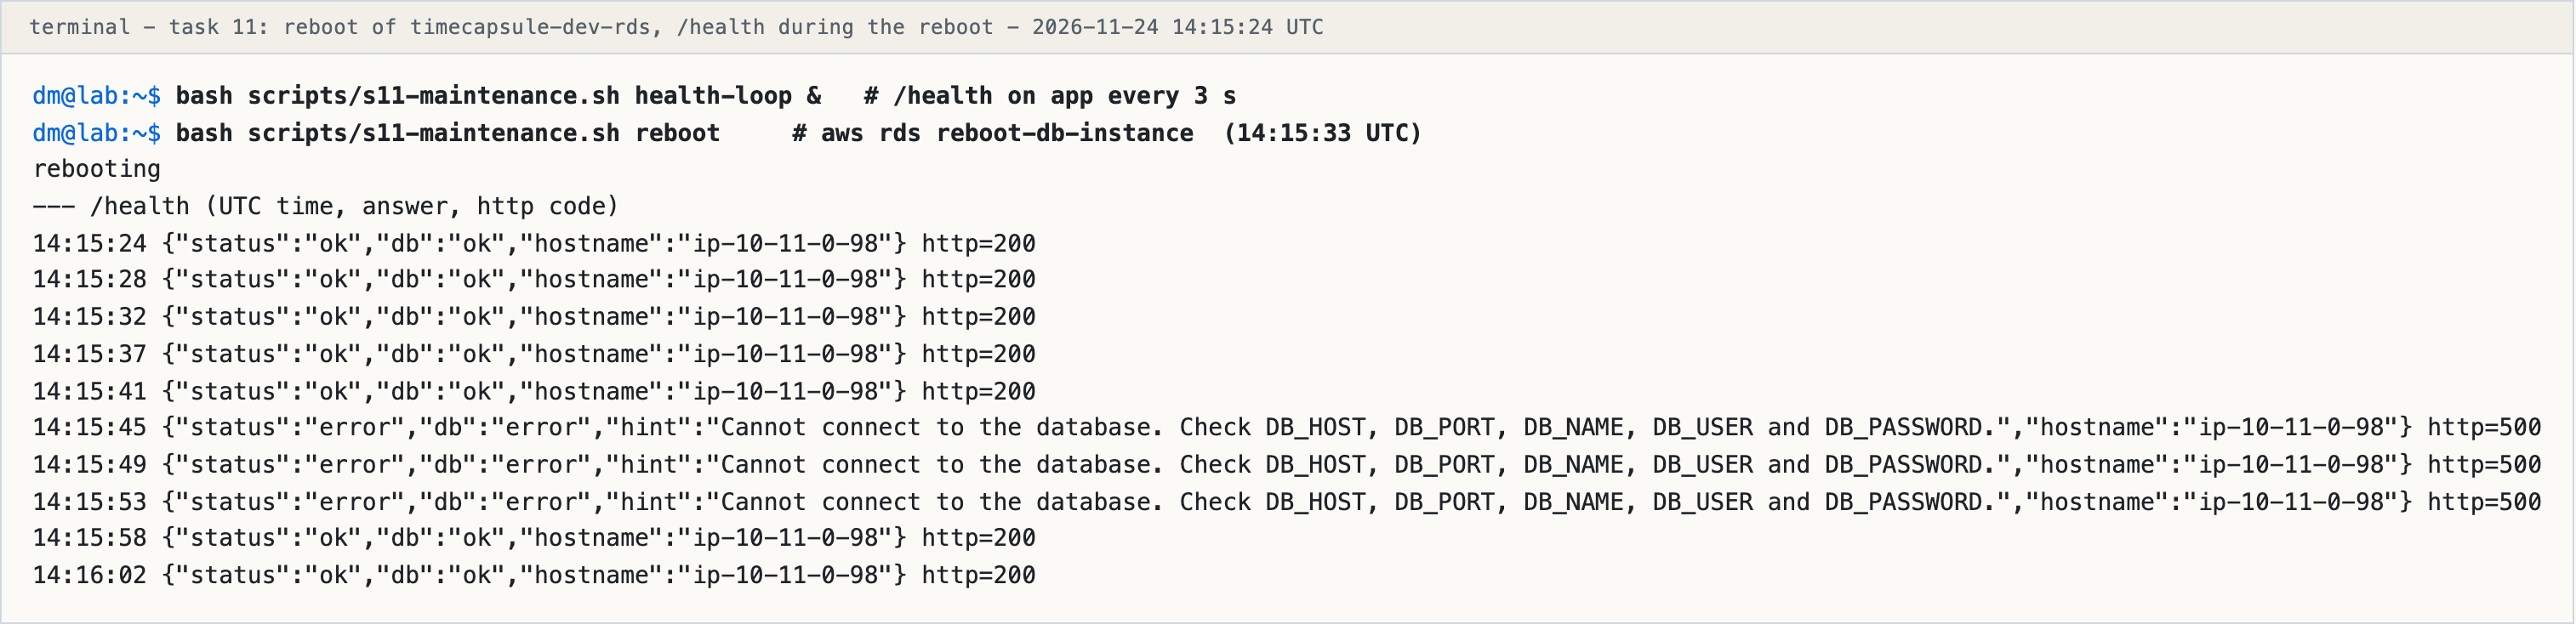 terminal – task 11: reboot of timecapsule-dev-rds, /health during the reboot – 2026-11-24 14:15:24 UTC
dm@lab:~$ bash scripts/s11-maintenance.sh health-loop &   # /health on app every 3 s
dm@lab:~$ bash scripts/s11-maintenance.sh reboot     # aws rds reboot-db-instance  (14:15:33 UTC)
rebooting
--- /health (UTC time, answer, http code)
14:15:24 {"status":"ok","db":"ok","hostname":"ip-10-11-0-98"} http=200
14:15:28 {"status":"ok","db":"ok","hostname":"ip-10-11-0-98"} http=200
14:15:32 {"status":"ok","db":"ok","hostname":"ip-10-11-0-98"} http=200
14:15:37 {"status":"ok","db":"ok","hostname":"ip-10-11-0-98"} http=200
14:15:41 {"status":"ok","db":"ok","hostname":"ip-10-11-0-98"} http=200
14:15:45 {"status":"error","db":"error","hint":"Cannot connect to the database. Check DB_HOST, DB_PORT, DB_NAME, DB_USER and DB_PASSWORD.","hostname":"ip-10-11-0-98"} http=500
14:15:49 {"status":"error","db":"error","hint":"Cannot connect to the database. Check DB_HOST, DB_PORT, DB_NAME, DB_USER and DB_PASSWORD.","hostname":"ip-10-11-0-98"} http=500
14:15:53 {"status":"error","db":"error","hint":"Cannot connect to the database. Check DB_HOST, DB_PORT, DB_NAME, DB_USER and DB_PASSWORD.","hostname":"ip-10-11-0-98"} http=500
14:15:58 {"status":"ok","db":"ok","hostname":"ip-10-11-0-98"} http=200
14:16:02 {"status":"ok","db":"ok","hostname":"ip-10-11-0-98"} http=200